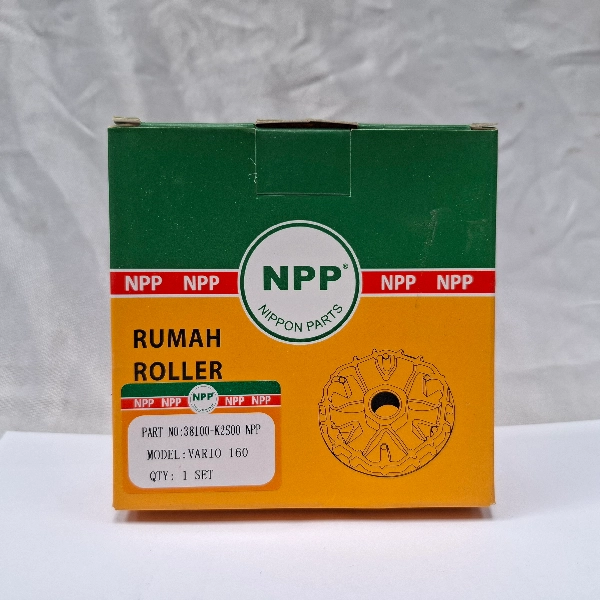 NPP NPP
NPP®
NIPPON PARTS
NPP NPP
RUMAH
ROLLER
NPP NPP NPP NPP NPP
PART NO:38100-K2S00 NPP
MODEL:VARIO 160
QTY: 1 SET